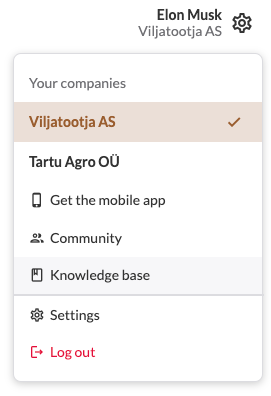 Elon Musk
Viljatootja AS
Your companies
Viljatootja AS
Tartu Agro OÜ
Get the mobile app
Community
Knowledge base
Settings
Log out